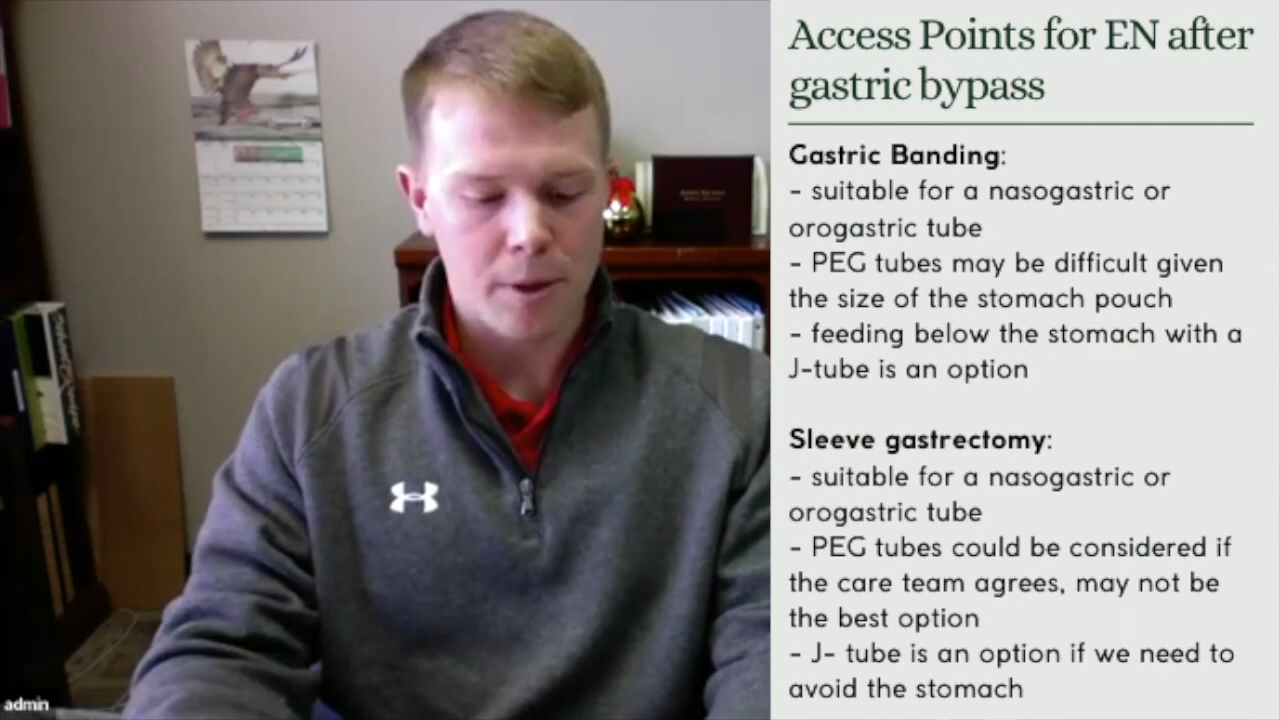 Access Points for EN after
gastric bypass
Gastric Banding:
- suitable for a nasogastric or
orogastric tube
- PEG tubes may be difficult given
the size of the stomach pouch
- feeding below the stomach with a
J-tube is an option
Sleeve gastrectomy:
- suitable for a nasogastric or
orogastric tube
- PEG tubes could be considered if
the care team agrees, may not be
the best option
- J- tube is an option if we need to
avoid the stomach
admin